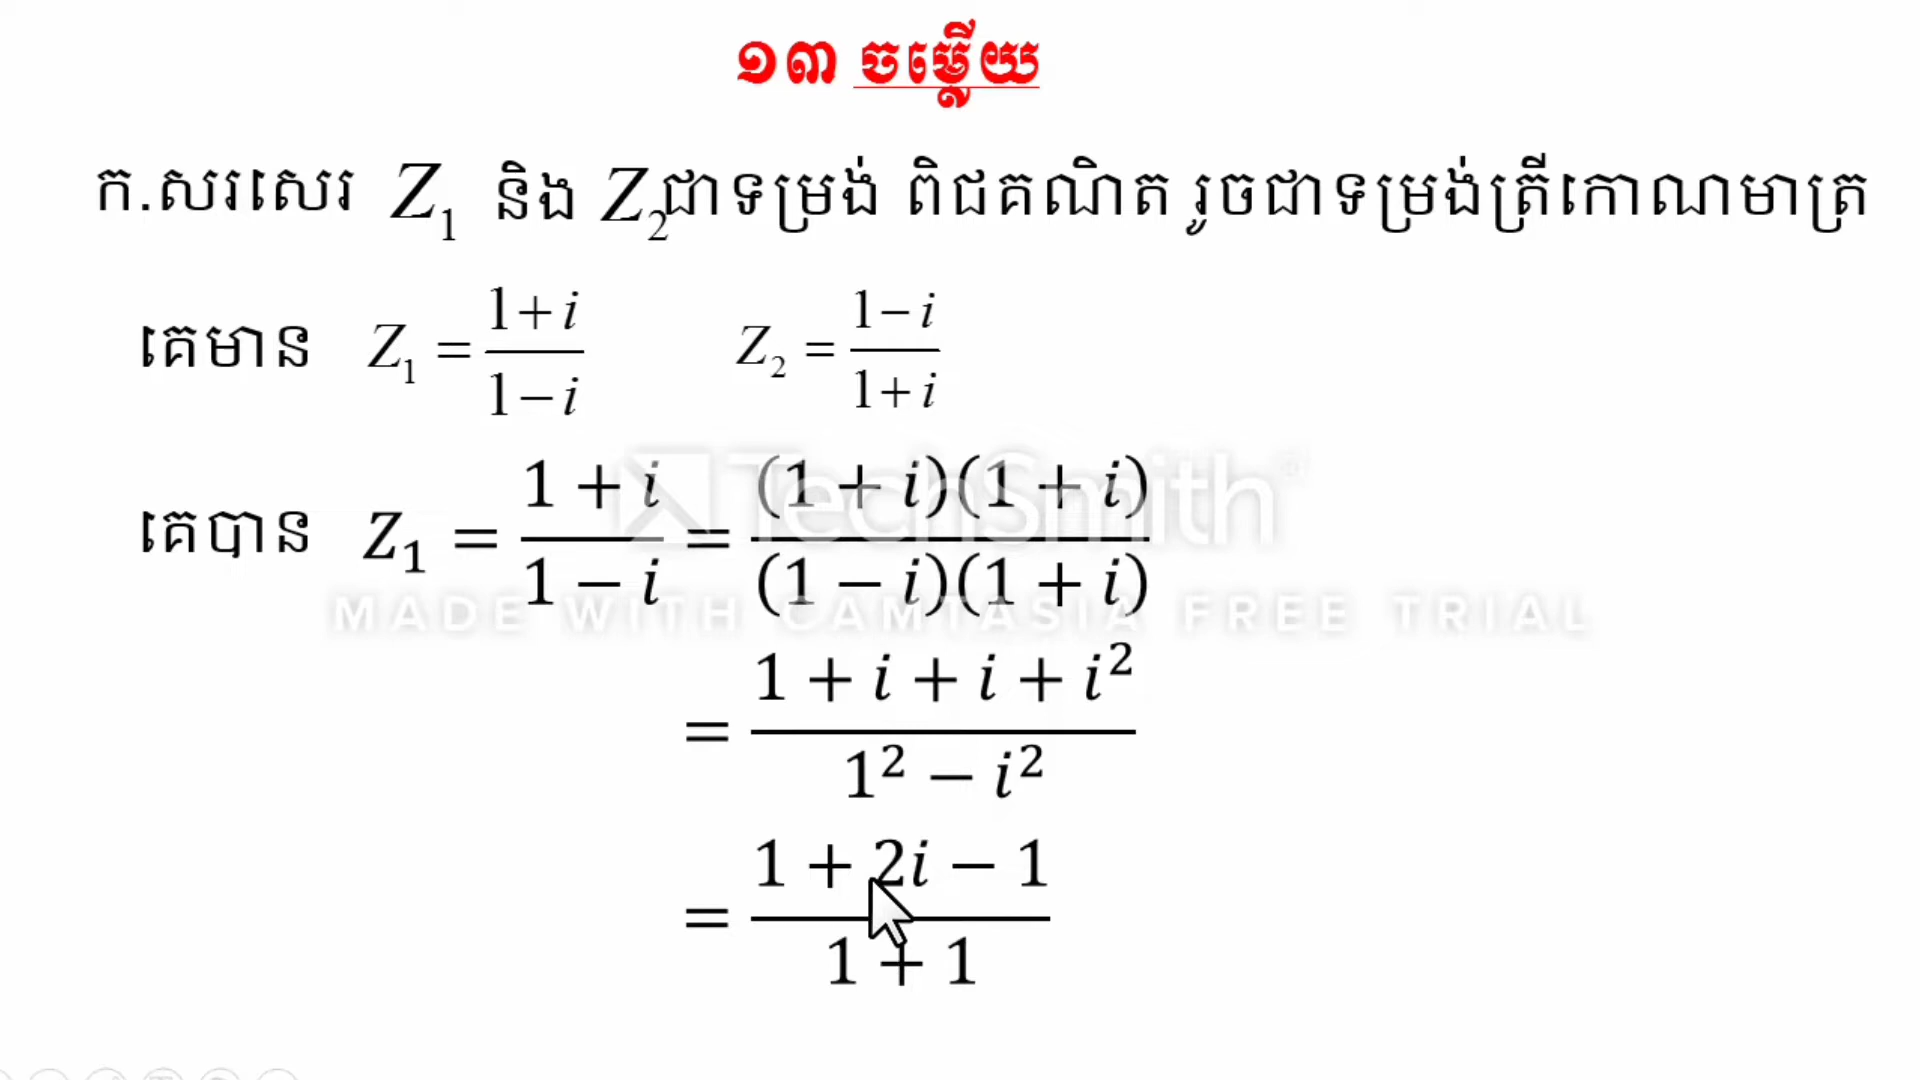 ១៣ ចម្លើយ
ក.សរសេរ Z₁ និង Z₂ ជាទម្រង់ ពិជគណិត រួចជាទម្រង់ត្រីកោណមាត្រ
គេមាន Z₁ = (1+i)/(1−i) Z₂ = (1−i)/(1+i)
គេបាន Z₁ = (1 + i)/(1 − i) = ((1 + i)(1 + i))/((1 − i)(1 + i))
TechSmith
MADE WITH CAMTASIA FREE TRIAL
= (1 + i + i + i²)/(1² − i²)
= (1 + 2i − 1)/(1 + 1)